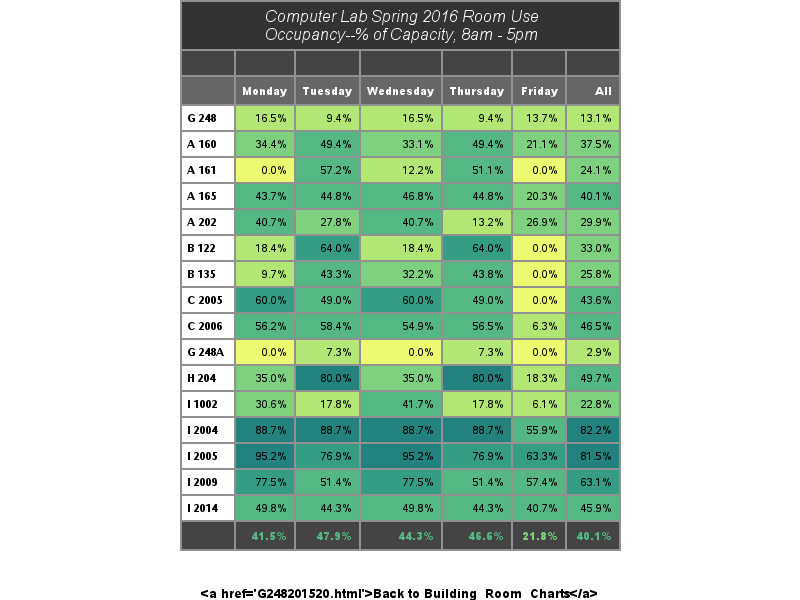 Computer Lab Spring 2016 Room Use
Occupancy--% of Capacity, 8am - 5pm
Monday Tuesday Wednesday Thursday Friday All
G 248 16.5% 9.4% 16.5% 9.4% 13.7% 13.1%
A 160 34.4% 49.4% 33.1% 49.4% 21.1% 37.5%
A 161 0.0% 57.2% 12.2% 51.1% 0.0% 24.1%
A 165 43.7% 44.8% 46.8% 44.8% 20.3% 40.1%
A 202 40.7% 27.8% 40.7% 13.2% 26.9% 29.9%
B 122 18.4% 64.0% 18.4% 64.0% 0.0% 33.0%
B 135 9.7% 43.3% 32.2% 43.8% 0.0% 25.8%
C 2005 60.0% 49.0% 60.0% 49.0% 0.0% 43.6%
C 2006 56.2% 58.4% 54.9% 56.5% 6.3% 46.5%
G 248A 0.0% 7.3% 0.0% 7.3% 0.0% 2.9%
H 204 35.0% 80.0% 35.0% 80.0% 18.3% 49.7%
I 1002 30.6% 17.8% 41.7% 17.8% 6.1% 22.8%
I 2004 88.7% 88.7% 88.7% 88.7% 55.9% 82.2%
I 2005 95.2% 76.9% 95.2% 76.9% 63.3% 81.5%
I 2009 77.5% 51.4% 77.5% 51.4% 57.4% 63.1%
I 2014 49.8% 44.3% 49.8% 44.3% 40.7% 45.9%
41.5% 47.9% 44.3% 46.6% 21.8% 40.1%
<a href='G248201520.html'>Back to Building_Room_Charts</a>